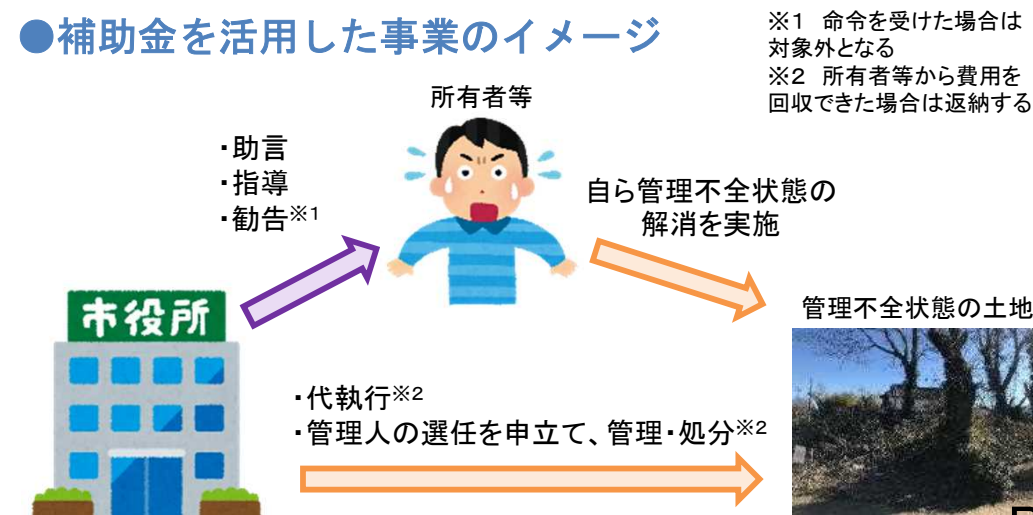 ●補助金を活用した事業のイメージ
※1 命令を受けた場合は
対象外となる
※2 所有者等から費用を
回収できた場合は返納する
所有者等
・助言
・指導
・勧告※1
自ら管理不全状態の
解消を実施
市役所
管理不全状態の土地
・代執行※2
・管理人の選任を申立て、管理・処分※2